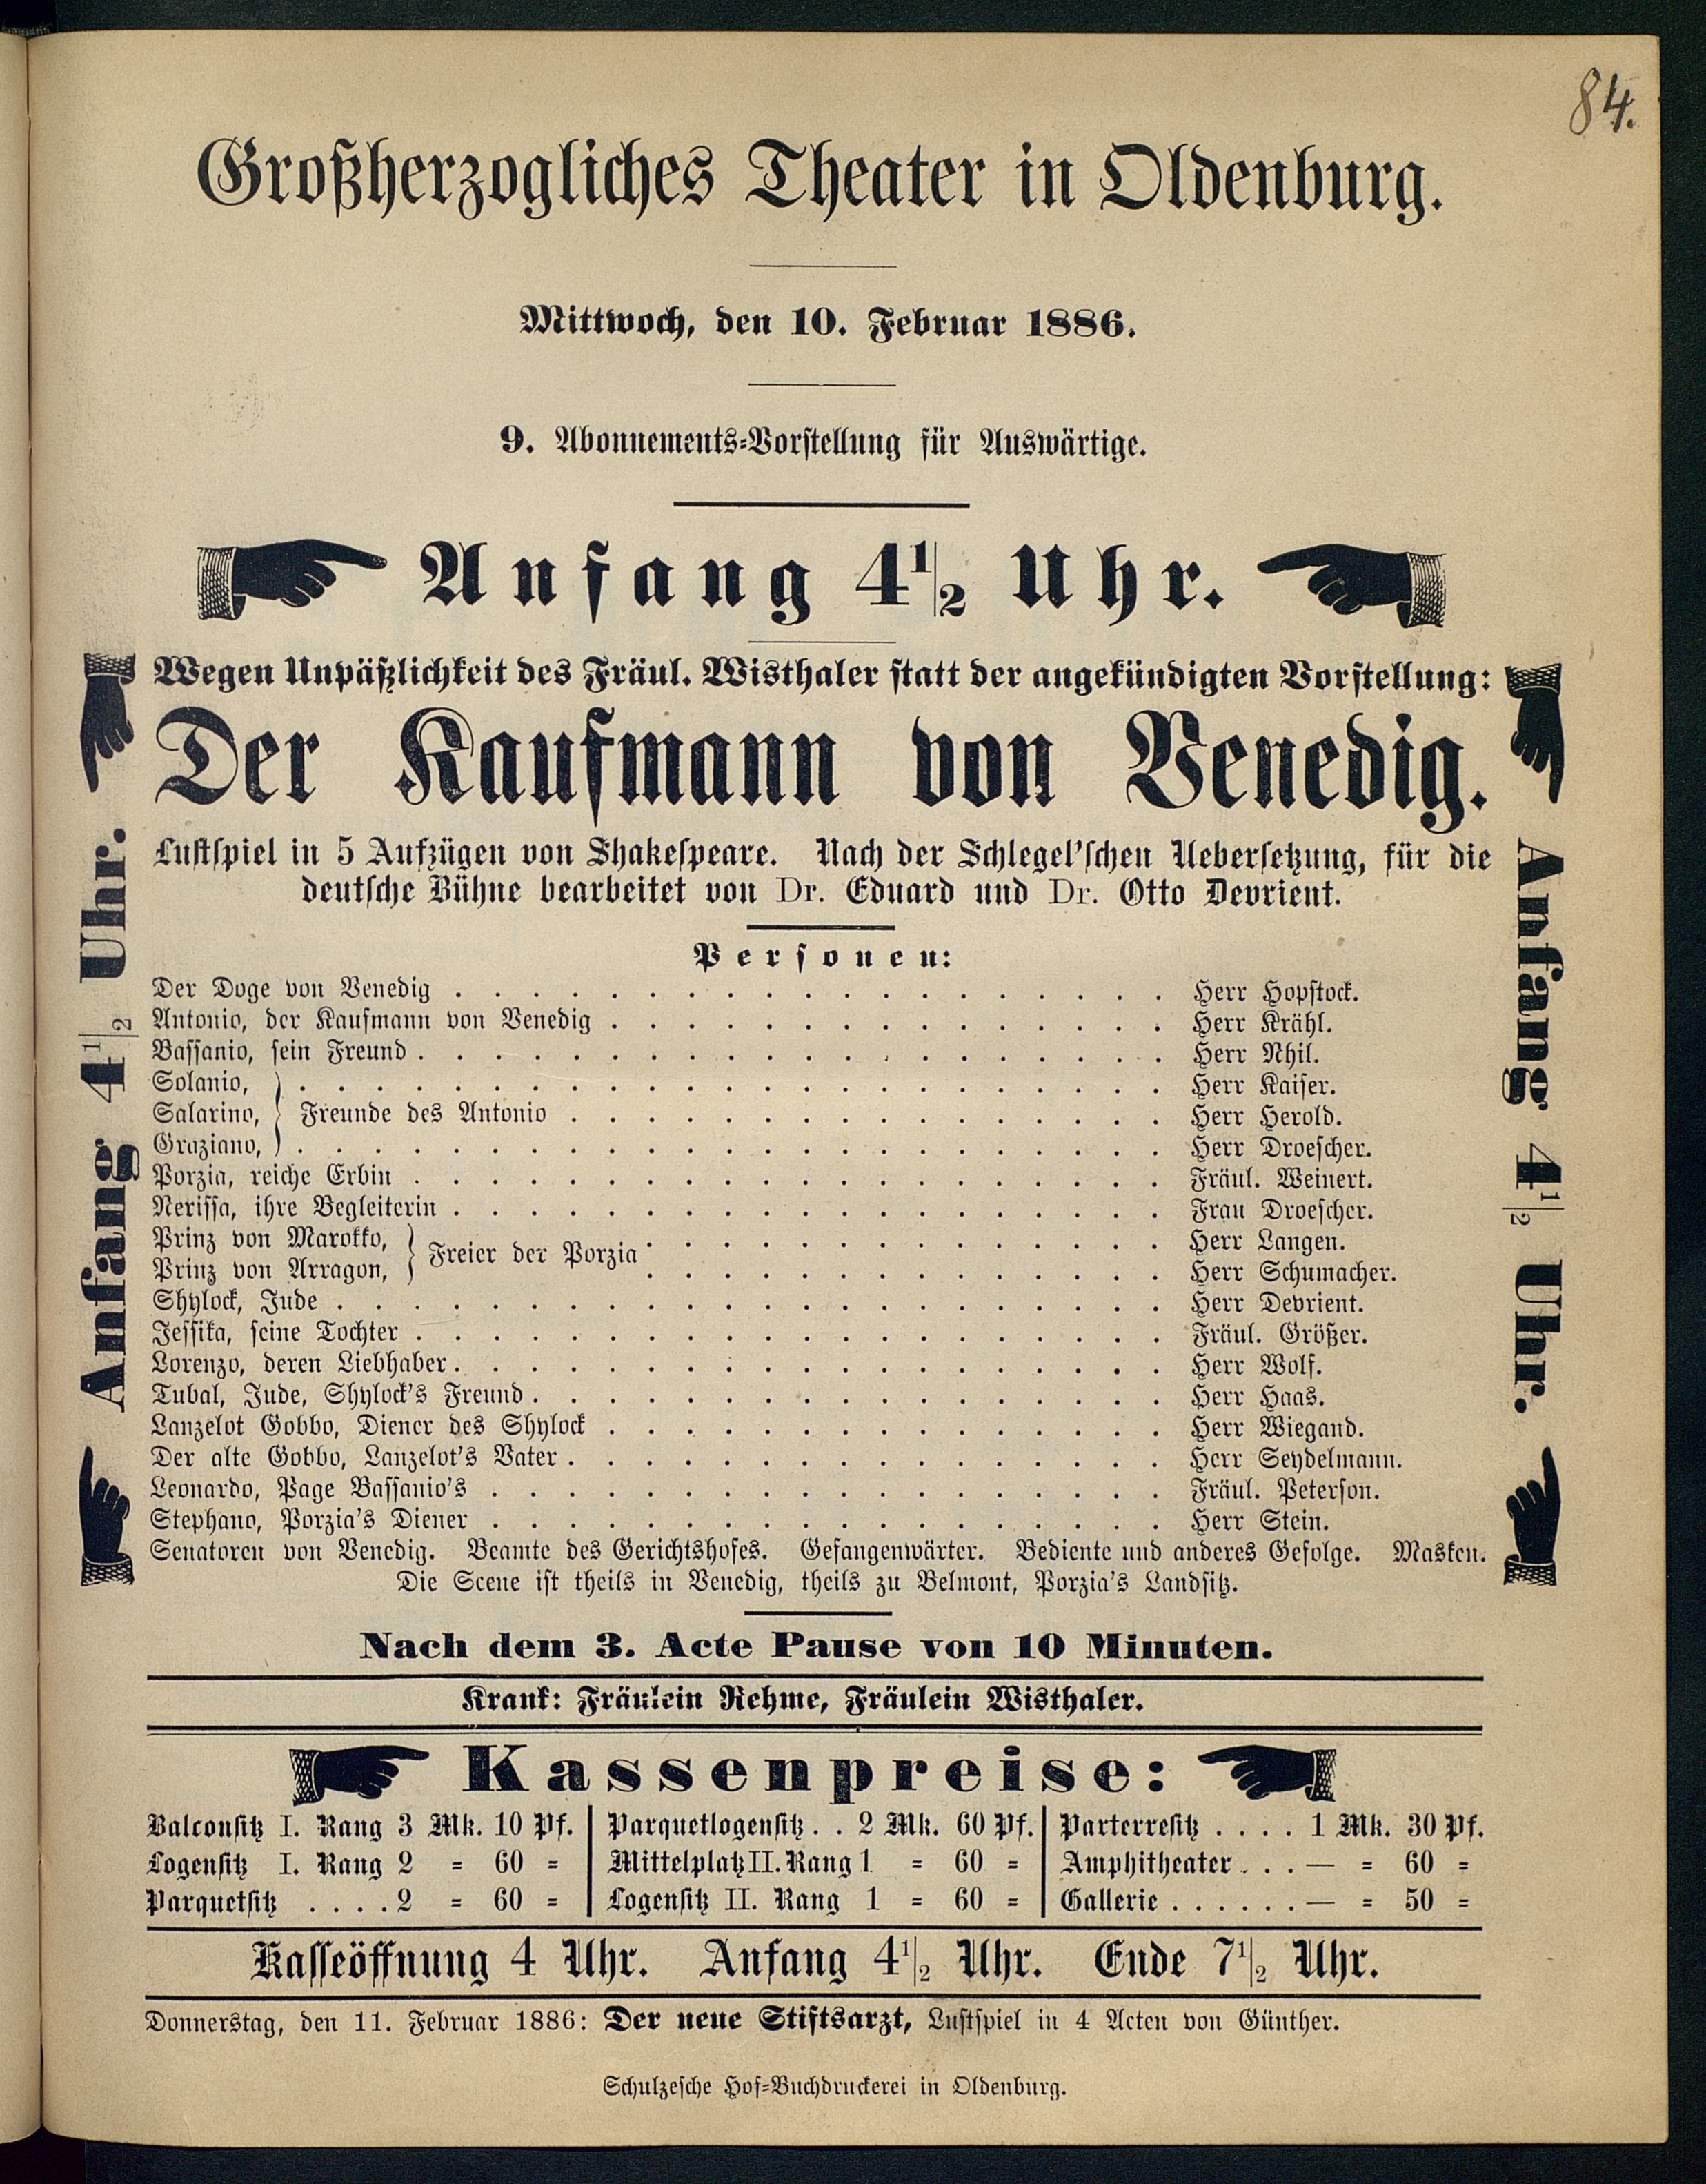 84.
Großherzogliches Theater in Oldenburg.
Mittwoch, den 10. Februar 1886.
9. Abonnements-Vorstellung für Auswärtige.
Anfang 4 1/2 Uhr.
Wegen Unpäßlichkeit des Fräul. Wisthaler statt der angekündigten Vorstellung:
Der Kaufmann von Venedig.
Lustspiel in 5 Aufzügen von Shakespeare. Nach der Schlegel'schen Uebersetzung, für die
deutsche Bühne bearbeitet von Dr. Eduard und Dr. Otto Devrient.
Anfang 4 1/2 Uhr.
Anfang 4 1/2 Uhr.
Personen:
Der Doge von Venedig . . . . Herr Hopstock.
Antonio, der Kaufmann von Venedig . . . . Herr Krähl.
Bassanio, sein Freund . . . . Herr Nhil.
Solanio, . . . . Herr Kaiser.
Salarino, } Freunde des Antonio . . . . Herr Herold.
Graziano, . . . . Herr Droescher.
Porzia, reiche Erbin . . . . Fräul. Weinert.
Nerissa, ihre Begleiterin . . . . Frau Droescher.
Prinz von Marokko, } Freier der Porzia . . . . Herr Langen.
Prinz von Arragon, . . . . Herr Schumacher.
Shylock, Jude . . . . Herr Devrient.
Jessika, seine Tochter . . . . Fräul. Größer.
Lorenzo, deren Liebhaber . . . . Herr Wolf.
Tubal, Jude, Shylock's Freund . . . . Herr Haas.
Lanzelot Gobbo, Diener des Shylock . . . . Herr Wiegand.
Der alte Gobbo, Lanzelot's Vater . . . . Herr Seydelmann.
Leonardo, Page Bassanio's . . . . Fräul. Peterson.
Stephano, Porzia's Diener . . . . Herr Stein.
Senatoren von Venedig. Beamte des Gerichtshofes. Gefangenwärter. Bediente und anderes Gefolge. Masken.
Die Scene ist theils in Venedig, theils zu Belmont, Porzia's Landsitz.
Nach dem 3. Acte Pause von 10 Minuten.
Krank: Fräulein Rehme, Fräulein Wisthaler.
Kassenpreise:
Balconsitz I. Rang 3 Mk. 10 Pf. | Parquetlogensitz . . 2 Mk. 60 Pf. | Parterresitz . . . . 1 Mk. 30 Pf.
Logensitz I. Rang 2 = 60 = | Mittelplatz II. Rang 1 = 60 = | Amphitheater . . . — = 60 =
Parquetsitz . . . . 2 = 60 = | Logensitz II. Rang 1 = 60 = | Gallerie . . . . . . — = 50 =
Kasseöffnung 4 Uhr. Anfang 4 1/2 Uhr. Ende 7 1/2 Uhr.
Donnerstag, den 11. Februar 1886: Der neue Stiftsarzt, Lustspiel in 4 Acten von Günther.
Schulzesche Hof-Buchdruckerei in Oldenburg.